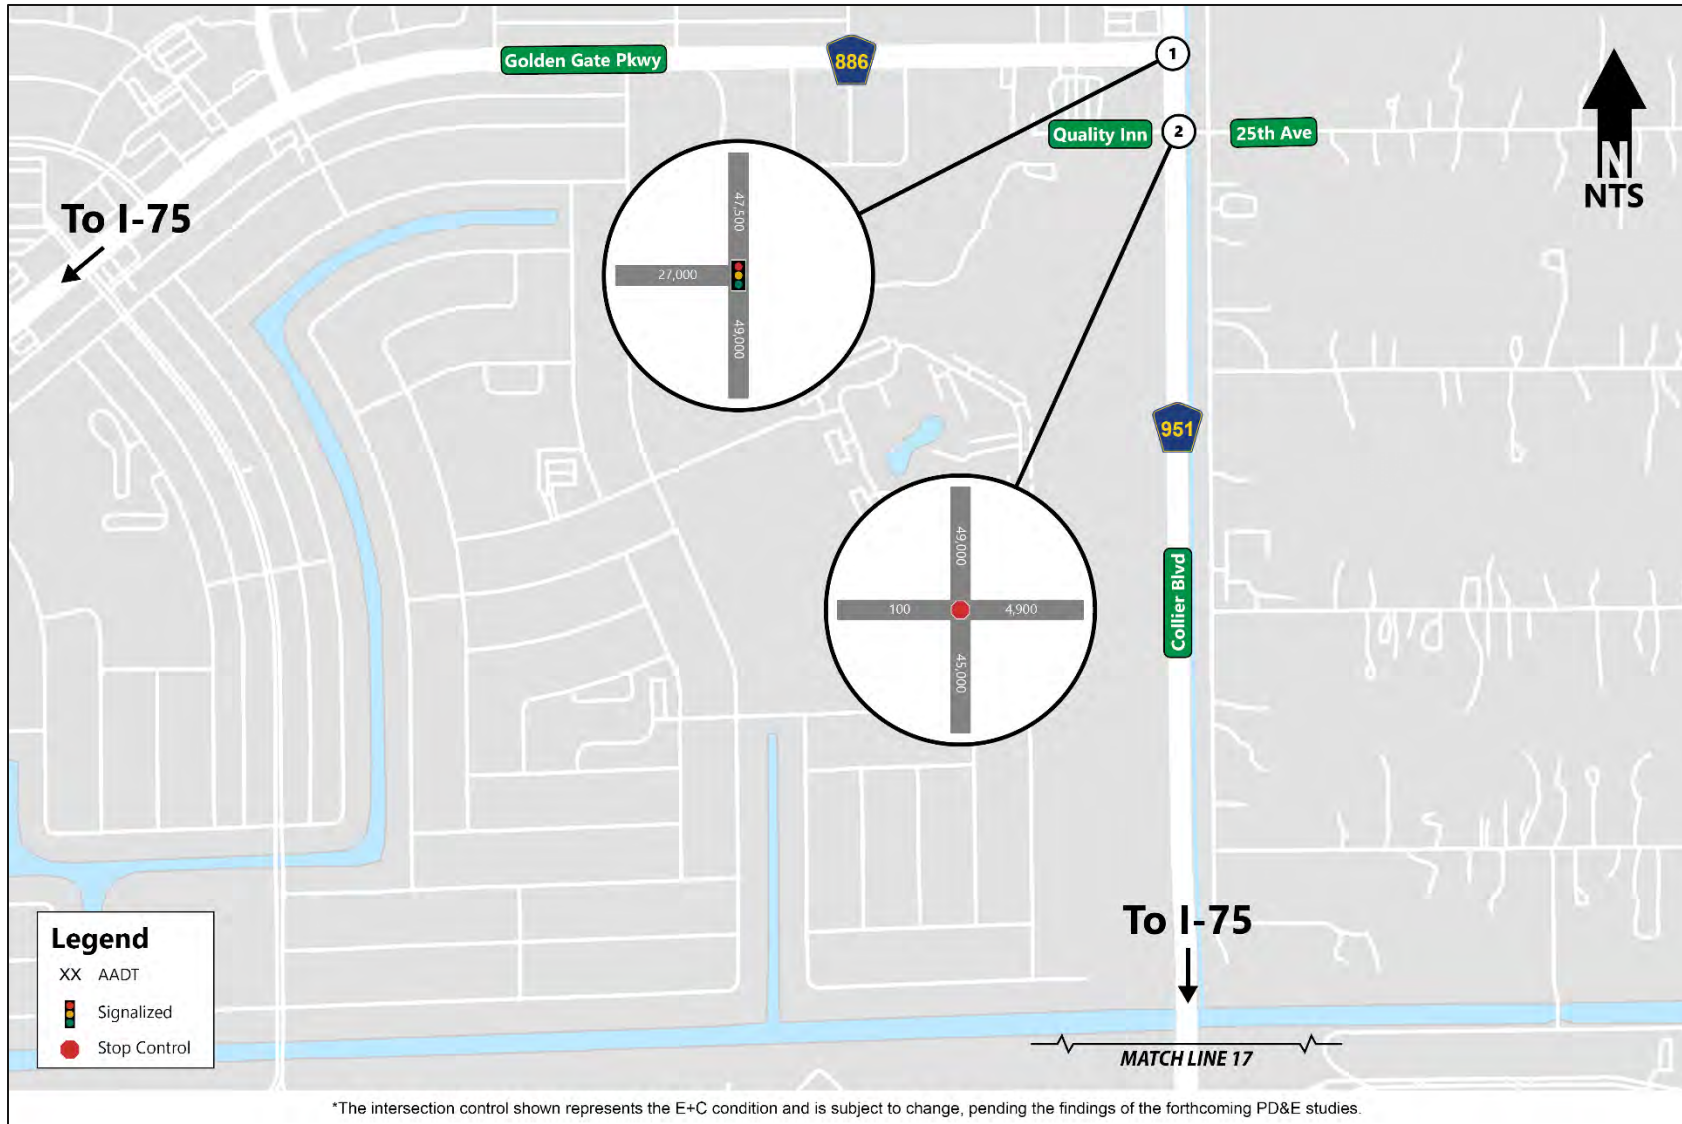 Golden Gate Pkwy
886
1
Quality Inn
2
25th Ave
N
NTS
To I-75
47,500
27,000
49,000
951
49,000
100
4,900
45,000
Collier Blvd
To I-75
Legend
XX AADT
Signalized
Stop Control
MATCH LINE 17
*The intersection control shown represents the E+C condition and is subject to change, pending the findings of the forthcoming PD&E studies.